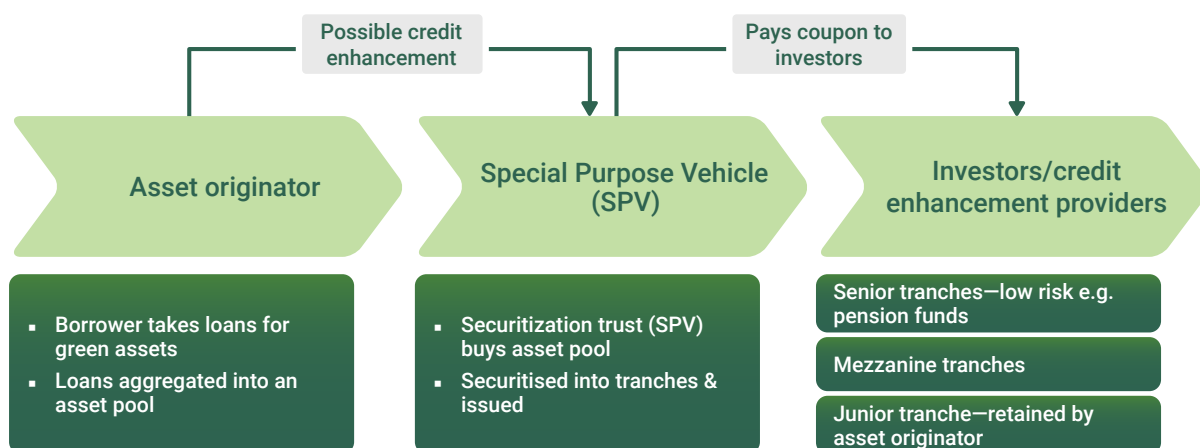 Possible credit
enhancement
Pays coupon to
investors
Asset originator
Special Purpose Vehicle
(SPV)
Investors/credit
enhancement providers
▪ Borrower takes loans for
green assets
▪ Loans aggregated into an
asset pool
▪ Securitization trust (SPV)
buys asset pool
▪ Securitised into tranches &
issued
Senior tranches—low risk e.g.
pension funds
Mezzanine tranches
Junior tranche—retained by
asset originator